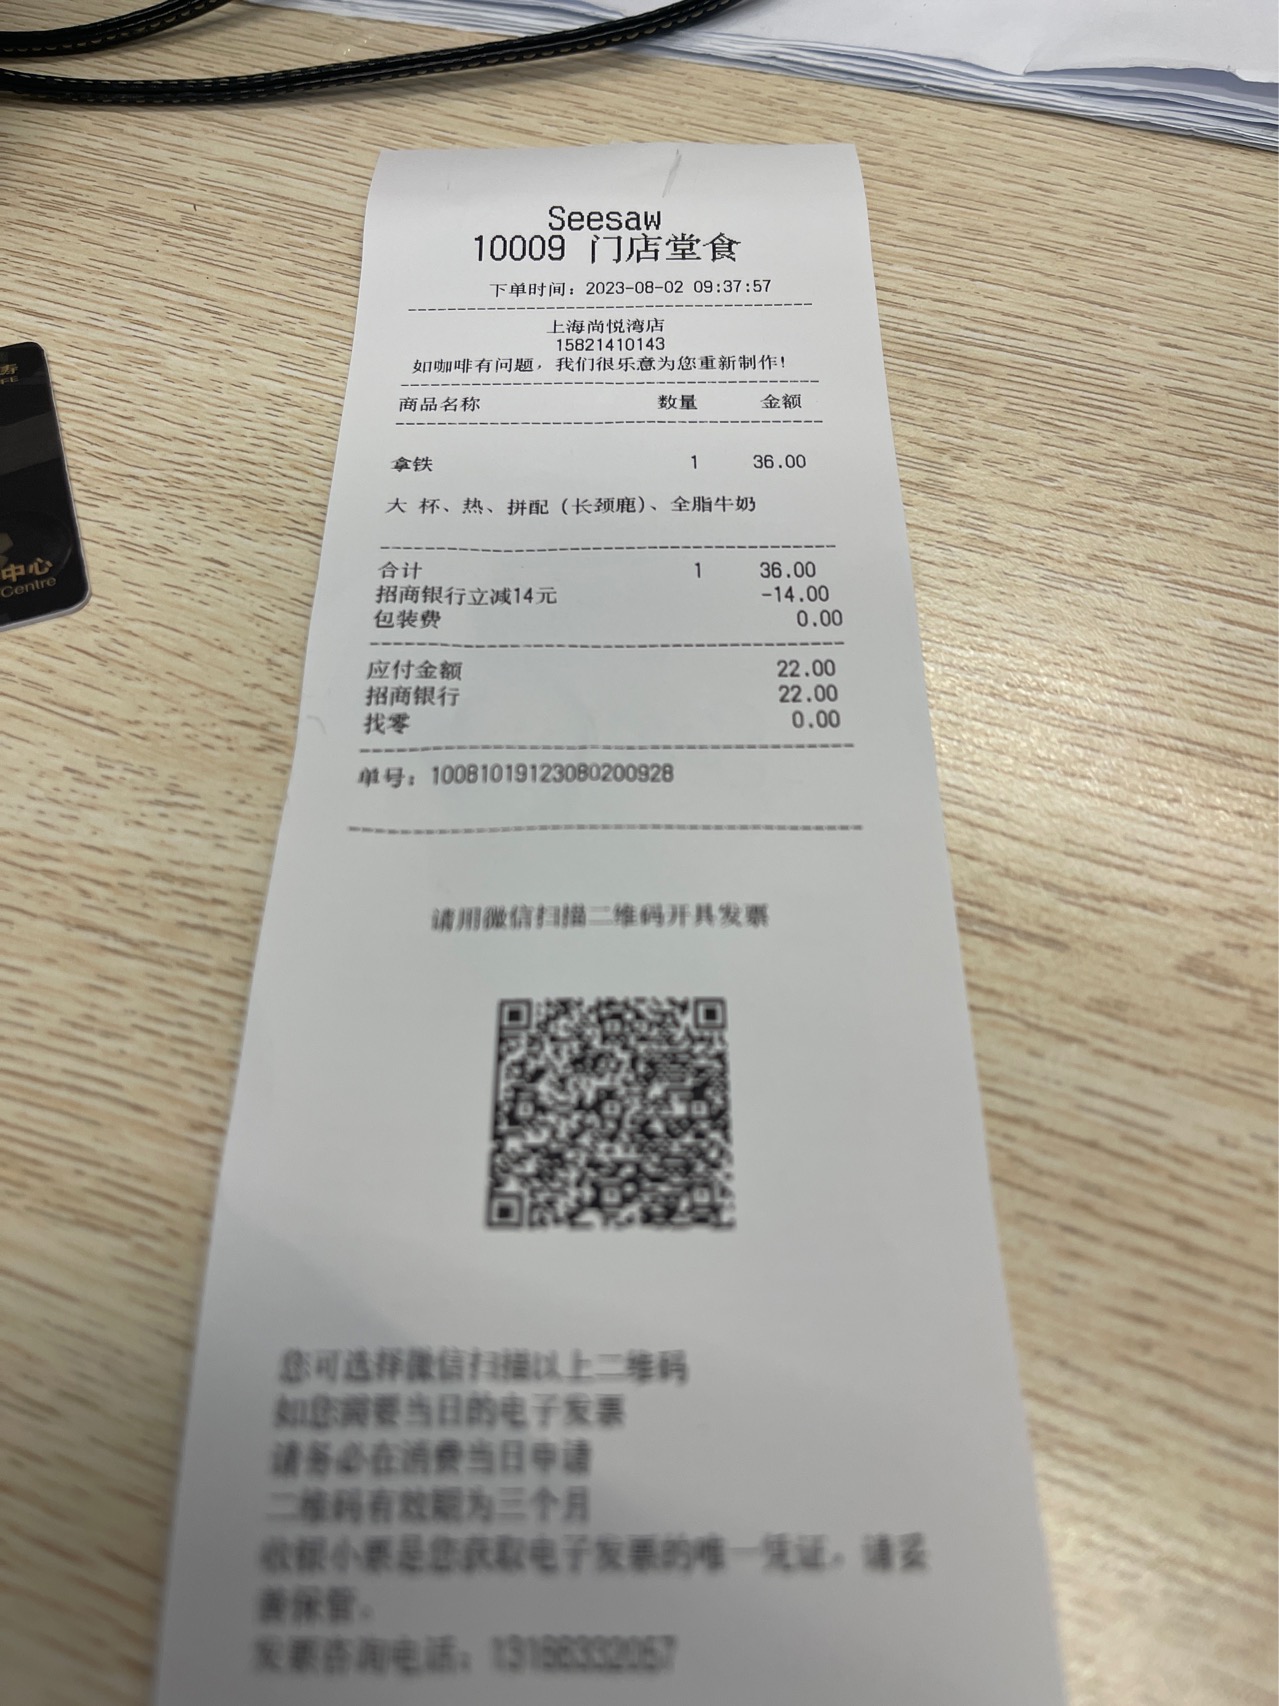 Seesaw
10009 门店堂食
下单时间：2023-08-02 09:37:57
上海尚悦湾店
15821410143
如咖啡有问题，我们很乐意为您重新制作！
商品名称 数量 金额
拿铁 1 36.00
大 杯、热、拼配（长颈鹿）、全脂牛奶
合计 1 36.00
招商银行立减14元 -14.00
包装费 0.00
应付金额 22.00
招商银行 22.00
找零 0.00
单号：10081019123080200928
请用微信扫描二维码开具发票
您可选择微信扫描以上二维码
如您需要当日的电子发票
请务必在消费当日申请
二维码有效期为三个月
收银小票是您获取电子发票的唯一凭证，请妥
善保管。
发票咨询电话：13166332057
中心
Centre